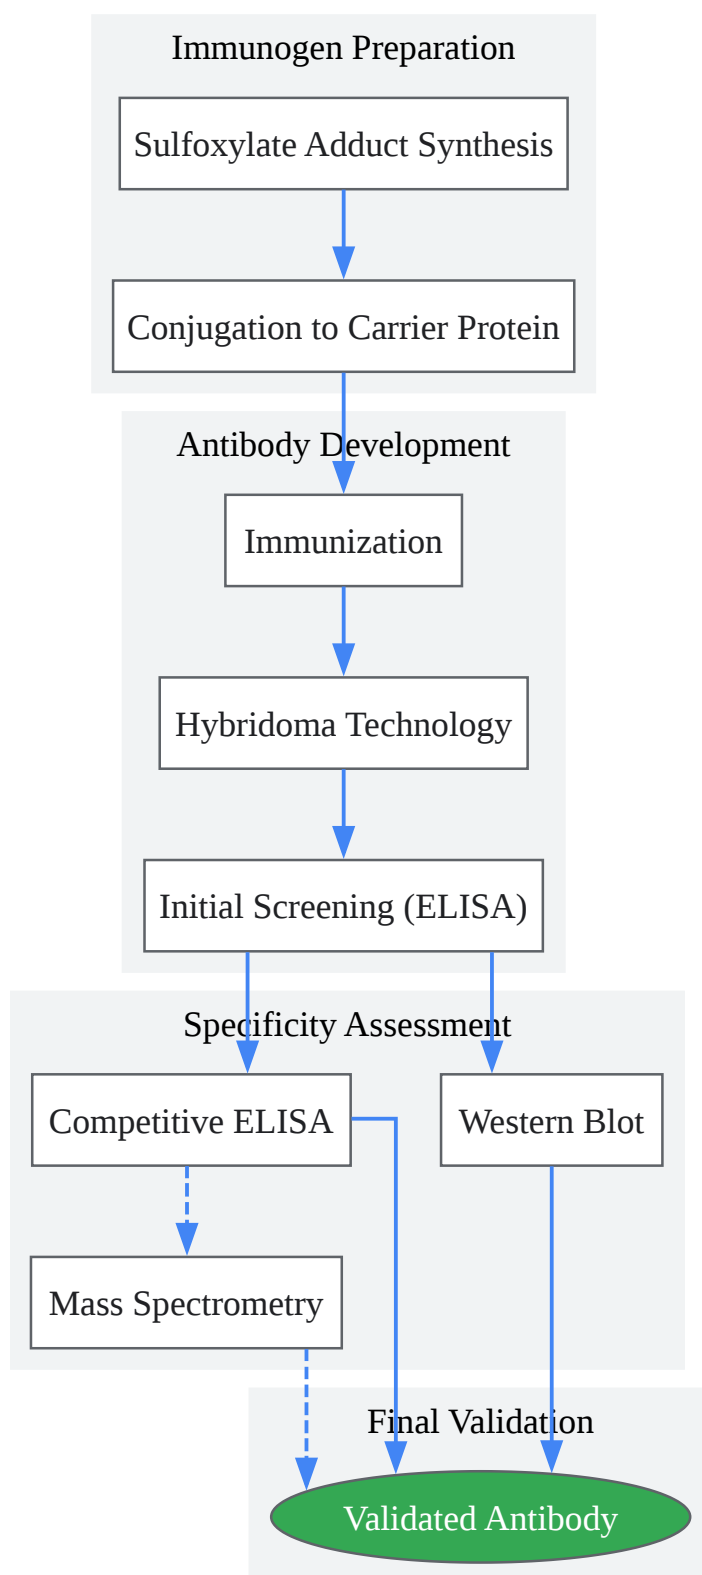 Immunogen Preparation
Sulfoxylate Adduct Synthesis
Conjugation to Carrier Protein
Antibody Development
Immunization
Hybridoma Technology
Initial Screening (ELISA)
Specificity Assessment
Competitive ELISA
Western Blot
Mass Spectrometry
Final Validation
Validated Antibody